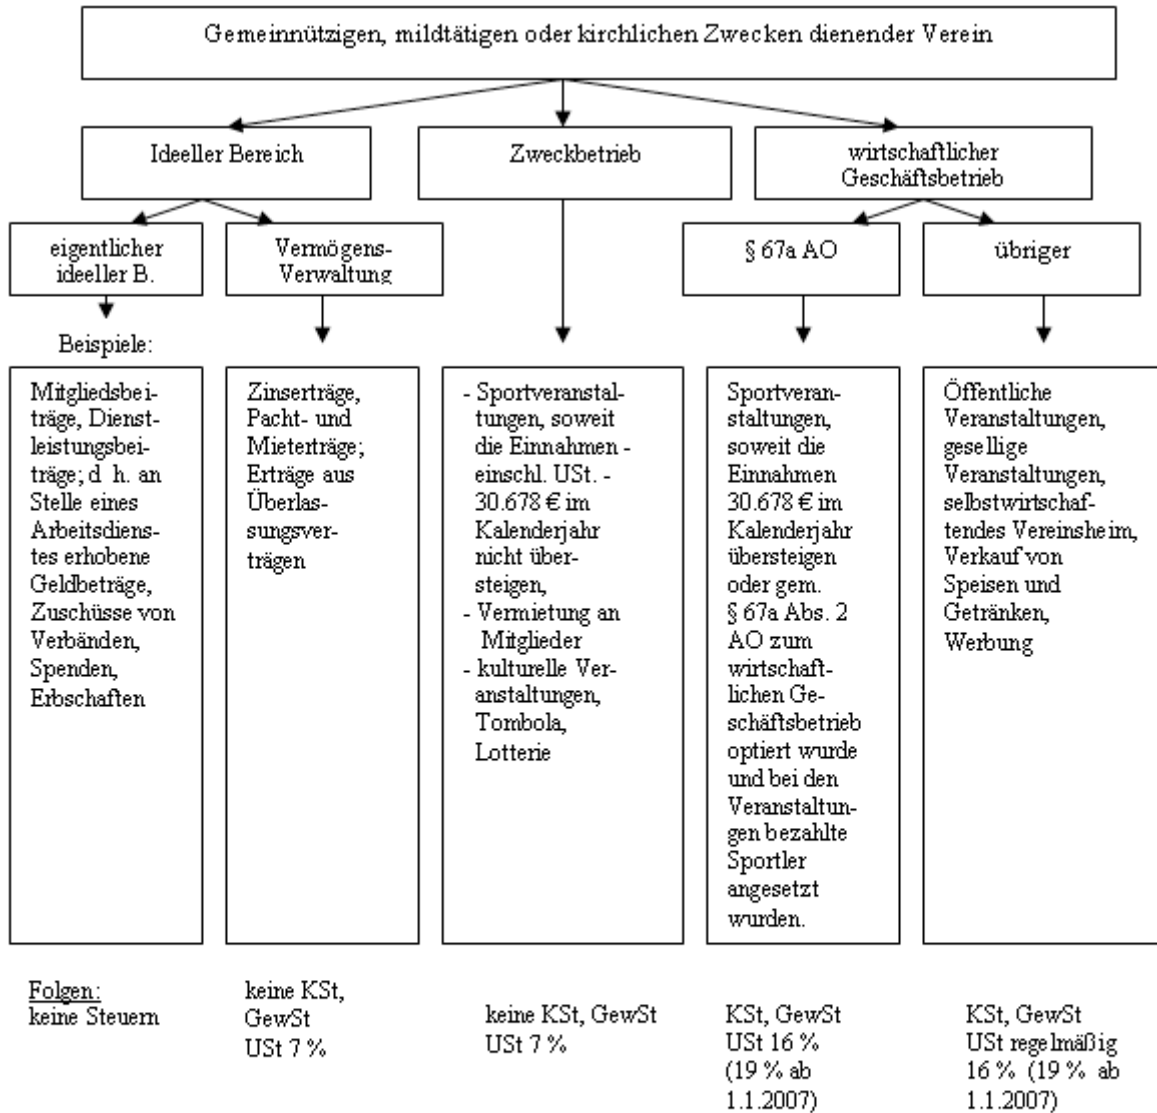 Gemeinnützigen, mildtätigen oder kirchlichen Zwecken dienender Verein
Ideeller Bereich
Zweckbetrieb
wirtschaftlicher
Geschäftsbetrieb
eigentlicher
ideeller B.
Vermögens-
Verwaltung
§ 67a AO
übriger
Beispiele:
Mitgliedsbei-
träge, Dienst-
leistungsbei-
träge; d h. an
Stelle eines
Arbeitsdiens-
tes erhobene
Geldbeträge,
Zuschüsse von
Verbänden,
Spenden,
Erbschaften
Zinserträge,
Pacht- und
Mieterträge;
Erträge aus
Überlas-
sungsver-
trägen
- Sportveranstal-
tungen, soweit
die Einnahmen -
einschl. USt. -
30.678 € im
Kalenderjahr
nicht über-
steigen,
- Vermietung an
Mitglieder
- kulturelle Ver-
anstaltungen,
Tombola,
Lotterie
Sportveran-
staltungen,
soweit die
Einnahmen
30.678 € im
Kalenderjahr
übersteigen
oder gem.
§ 67a Abs. 2
AO zum
wirtschaft-
lichen Ge-
schäftsbetrieb
optiert wurde
und bei den
Veranstaltun-
gen bezahlte
Sportler
angesetzt
wurden.
Öffentliche
Veranstaltungen,
gesellige
Veranstaltungen,
selbstwirtschaf-
tendes Vereinsheim,
Verkauf von
Speisen und
Getränken,
Werbung
Folgen:
keine Steuern
keine KSt,
GewSt
USt 7 %
keine KSt, GewSt
USt 7 %
KSt, GewSt
USt 16 %
(19 % ab
1.1.2007)
KSt, GewSt
USt regelmäßig
16 % (19 % ab
1.1.2007)